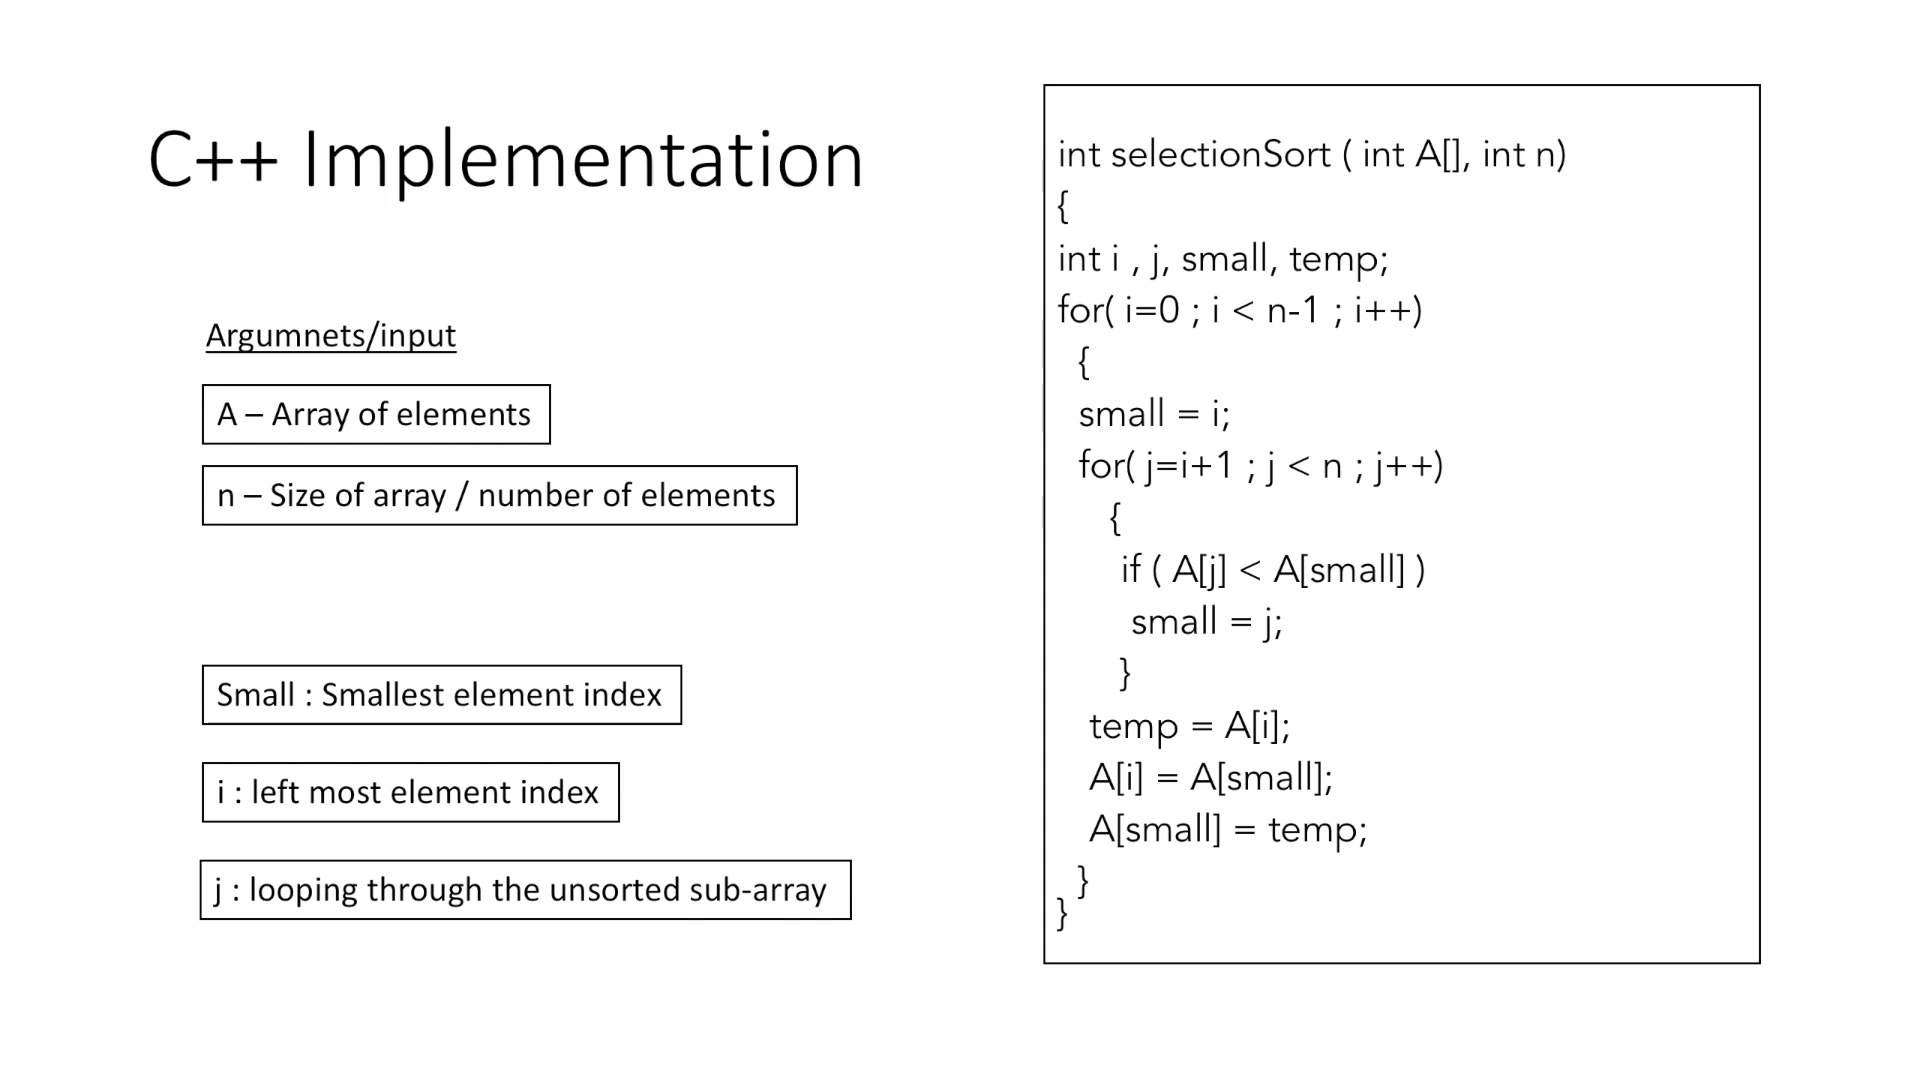 C++ Implementation
Argumnets/input
A – Array of elements
n – Size of array / number of elements
Small : Smallest element index
i : left most element index
j : looping through the unsorted sub-array
int selectionSort ( int A[], int n)
{
int i , j, small, temp;
for( i=0 ; i < n-1 ; i++)
{
small = i;
for( j=i+1 ; j < n ; j++)
{
if ( A[j] < A[small] )
small = j;
}
temp = A[i];
A[i] = A[small];
A[small] = temp;
}
}